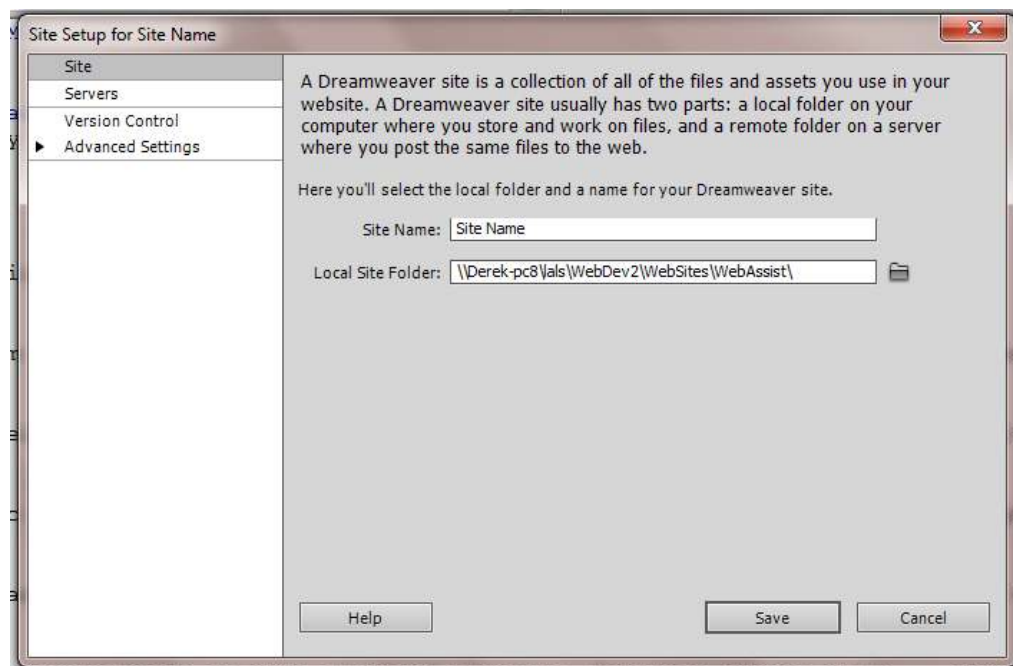 Site Setup for Site Name
Site
Servers
Version Control
Advanced Settings
A Dreamweaver site is a collection of all of the files and assets you use in your
website. A Dreamweaver site usually has two parts: a local folder on your
computer where you store and work on files, and a remote folder on a server
where you post the same files to the web.
Here you'll select the local folder and a name for your Dreamweaver site.
Site Name: Site Name
Local Site Folder: \\Derek-pc8\lals\WebDev2\WebSites\WebAssist\
Help Save Cancel